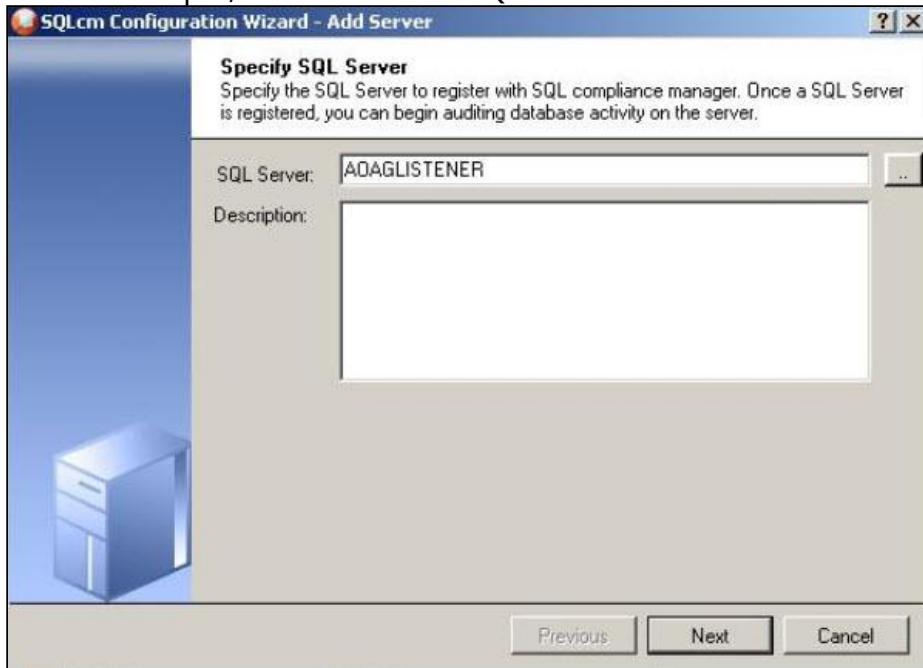 SQLcm Configuration Wizard - Add Server
? X
Specify SQL Server
Specify the SQL Server to register with SQL compliance manager. Once a SQL Server
is registered, you can begin auditing database activity on the server.
SQL Server:
AOAGLISTENER
..
Description:
Previous
Next
Cancel